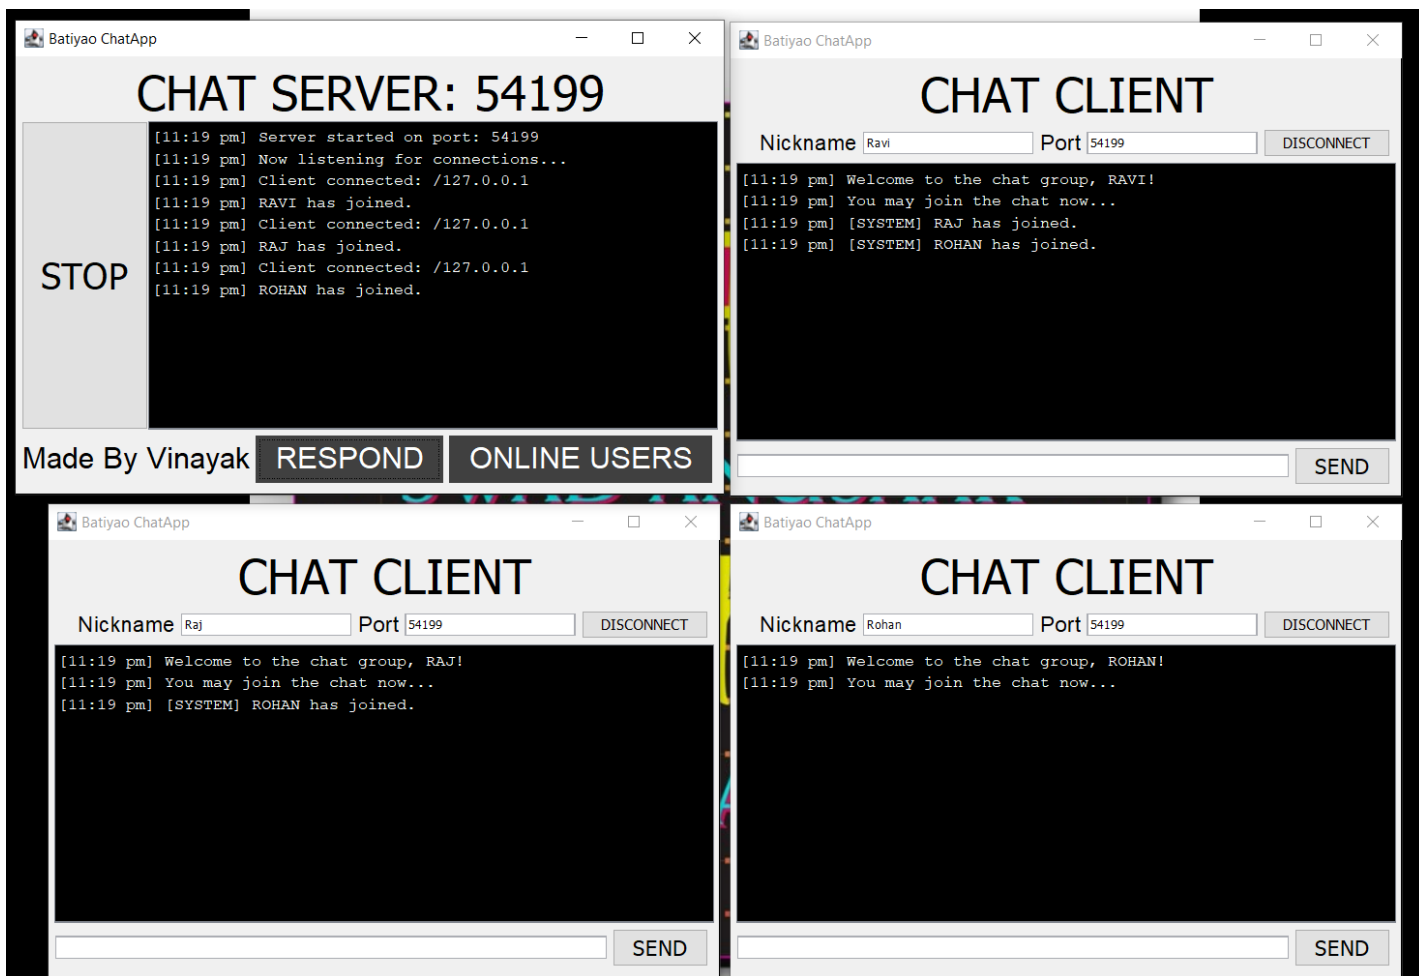 Batiyao ChatApp
CHAT SERVER: 54199
STOP
[11:19 pm] Server started on port: 54199
[11:19 pm] Now listening for connections...
[11:19 pm] Client connected: /127.0.0.1
[11:19 pm] RAVI has joined.
[11:19 pm] Client connected: /127.0.0.1
[11:19 pm] RAJ has joined.
[11:19 pm] Client connected: /127.0.0.1
[11:19 pm] ROHAN has joined.
Made By Vinayak RESPOND ONLINE USERS
Batiyao ChatApp
CHAT CLIENT
Nickname Ravi Port 54199 DISCONNECT
[11:19 pm] Welcome to the chat group, RAVI!
[11:19 pm] You may join the chat now...
[11:19 pm] [SYSTEM] RAJ has joined.
[11:19 pm] [SYSTEM] ROHAN has joined.
SEND
Batiyao ChatApp
CHAT CLIENT
Nickname Raj Port 54199 DISCONNECT
[11:19 pm] Welcome to the chat group, RAJ!
[11:19 pm] You may join the chat now...
[11:19 pm] [SYSTEM] ROHAN has joined.
SEND
Batiyao ChatApp
CHAT CLIENT
Nickname Rohan Port 54199 DISCONNECT
[11:19 pm] Welcome to the chat group, ROHAN!
[11:19 pm] You may join the chat now...
SEND